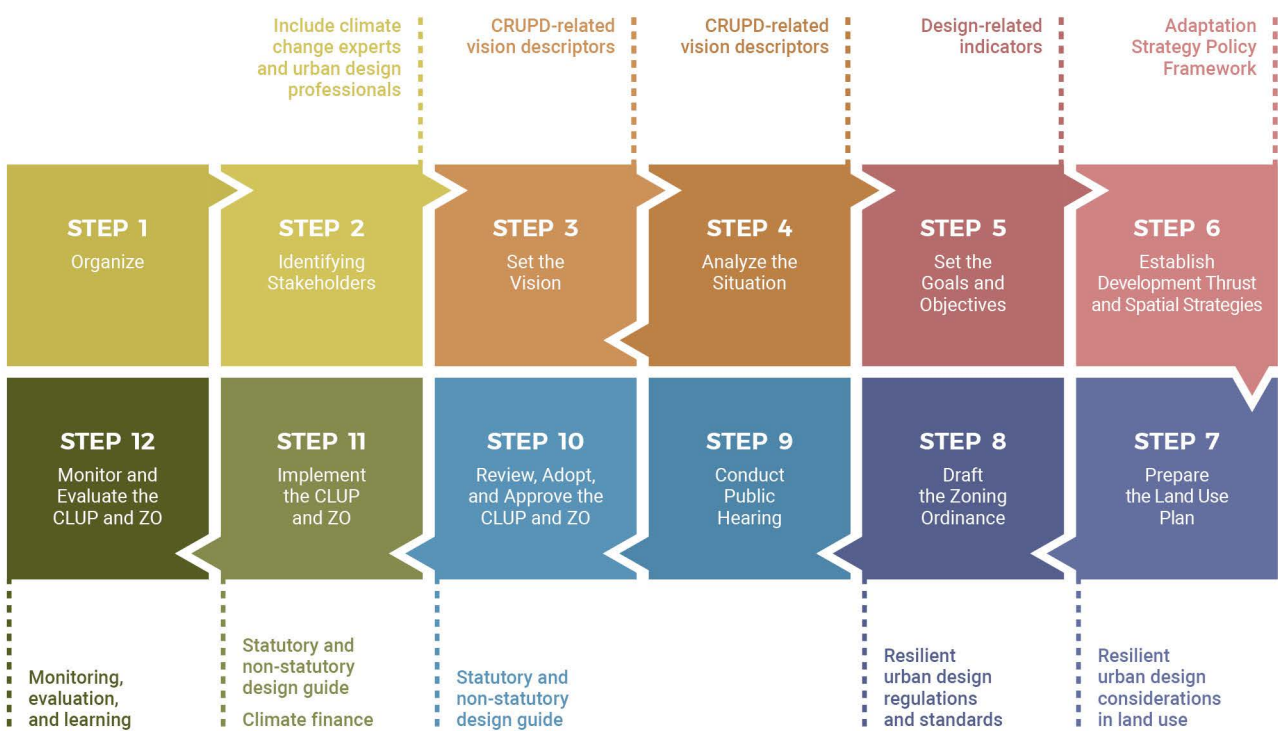 Include climate
change experts
and urban design
professionals
CRUPD-related
vision descriptors
CRUPD-related
vision descriptors
Design-related
indicators
Adaptation
Strategy Policy
Framework
STEP 1
Organize
STEP 2
Identifying
Stakeholders
STEP 3
Set the
Vision
STEP 4
Analyze the
Situation
STEP 5
Set the
Goals and
Objectives
STEP 6
Establish
Development Thrust
and Spatial Strategies
STEP 12
Monitor and
Evaluate the
CLUP and ZO
STEP 11
Implement
the CLUP
and ZO
STEP 10
Review, Adopt,
and Approve the
CLUP and ZO
STEP 9
Conduct
Public
Hearing
STEP 8
Draft
the Zoning
Ordinance
STEP 7
Prepare
the Land Use
Plan
Monitoring,
evaluation,
and learning
Statutory and
non-statutory
design guide
Climate finance
Statutory and
non-statutory
design guide
Resilient
urban design
regulations
and standards
Resilient
urban design
considerations
in land use